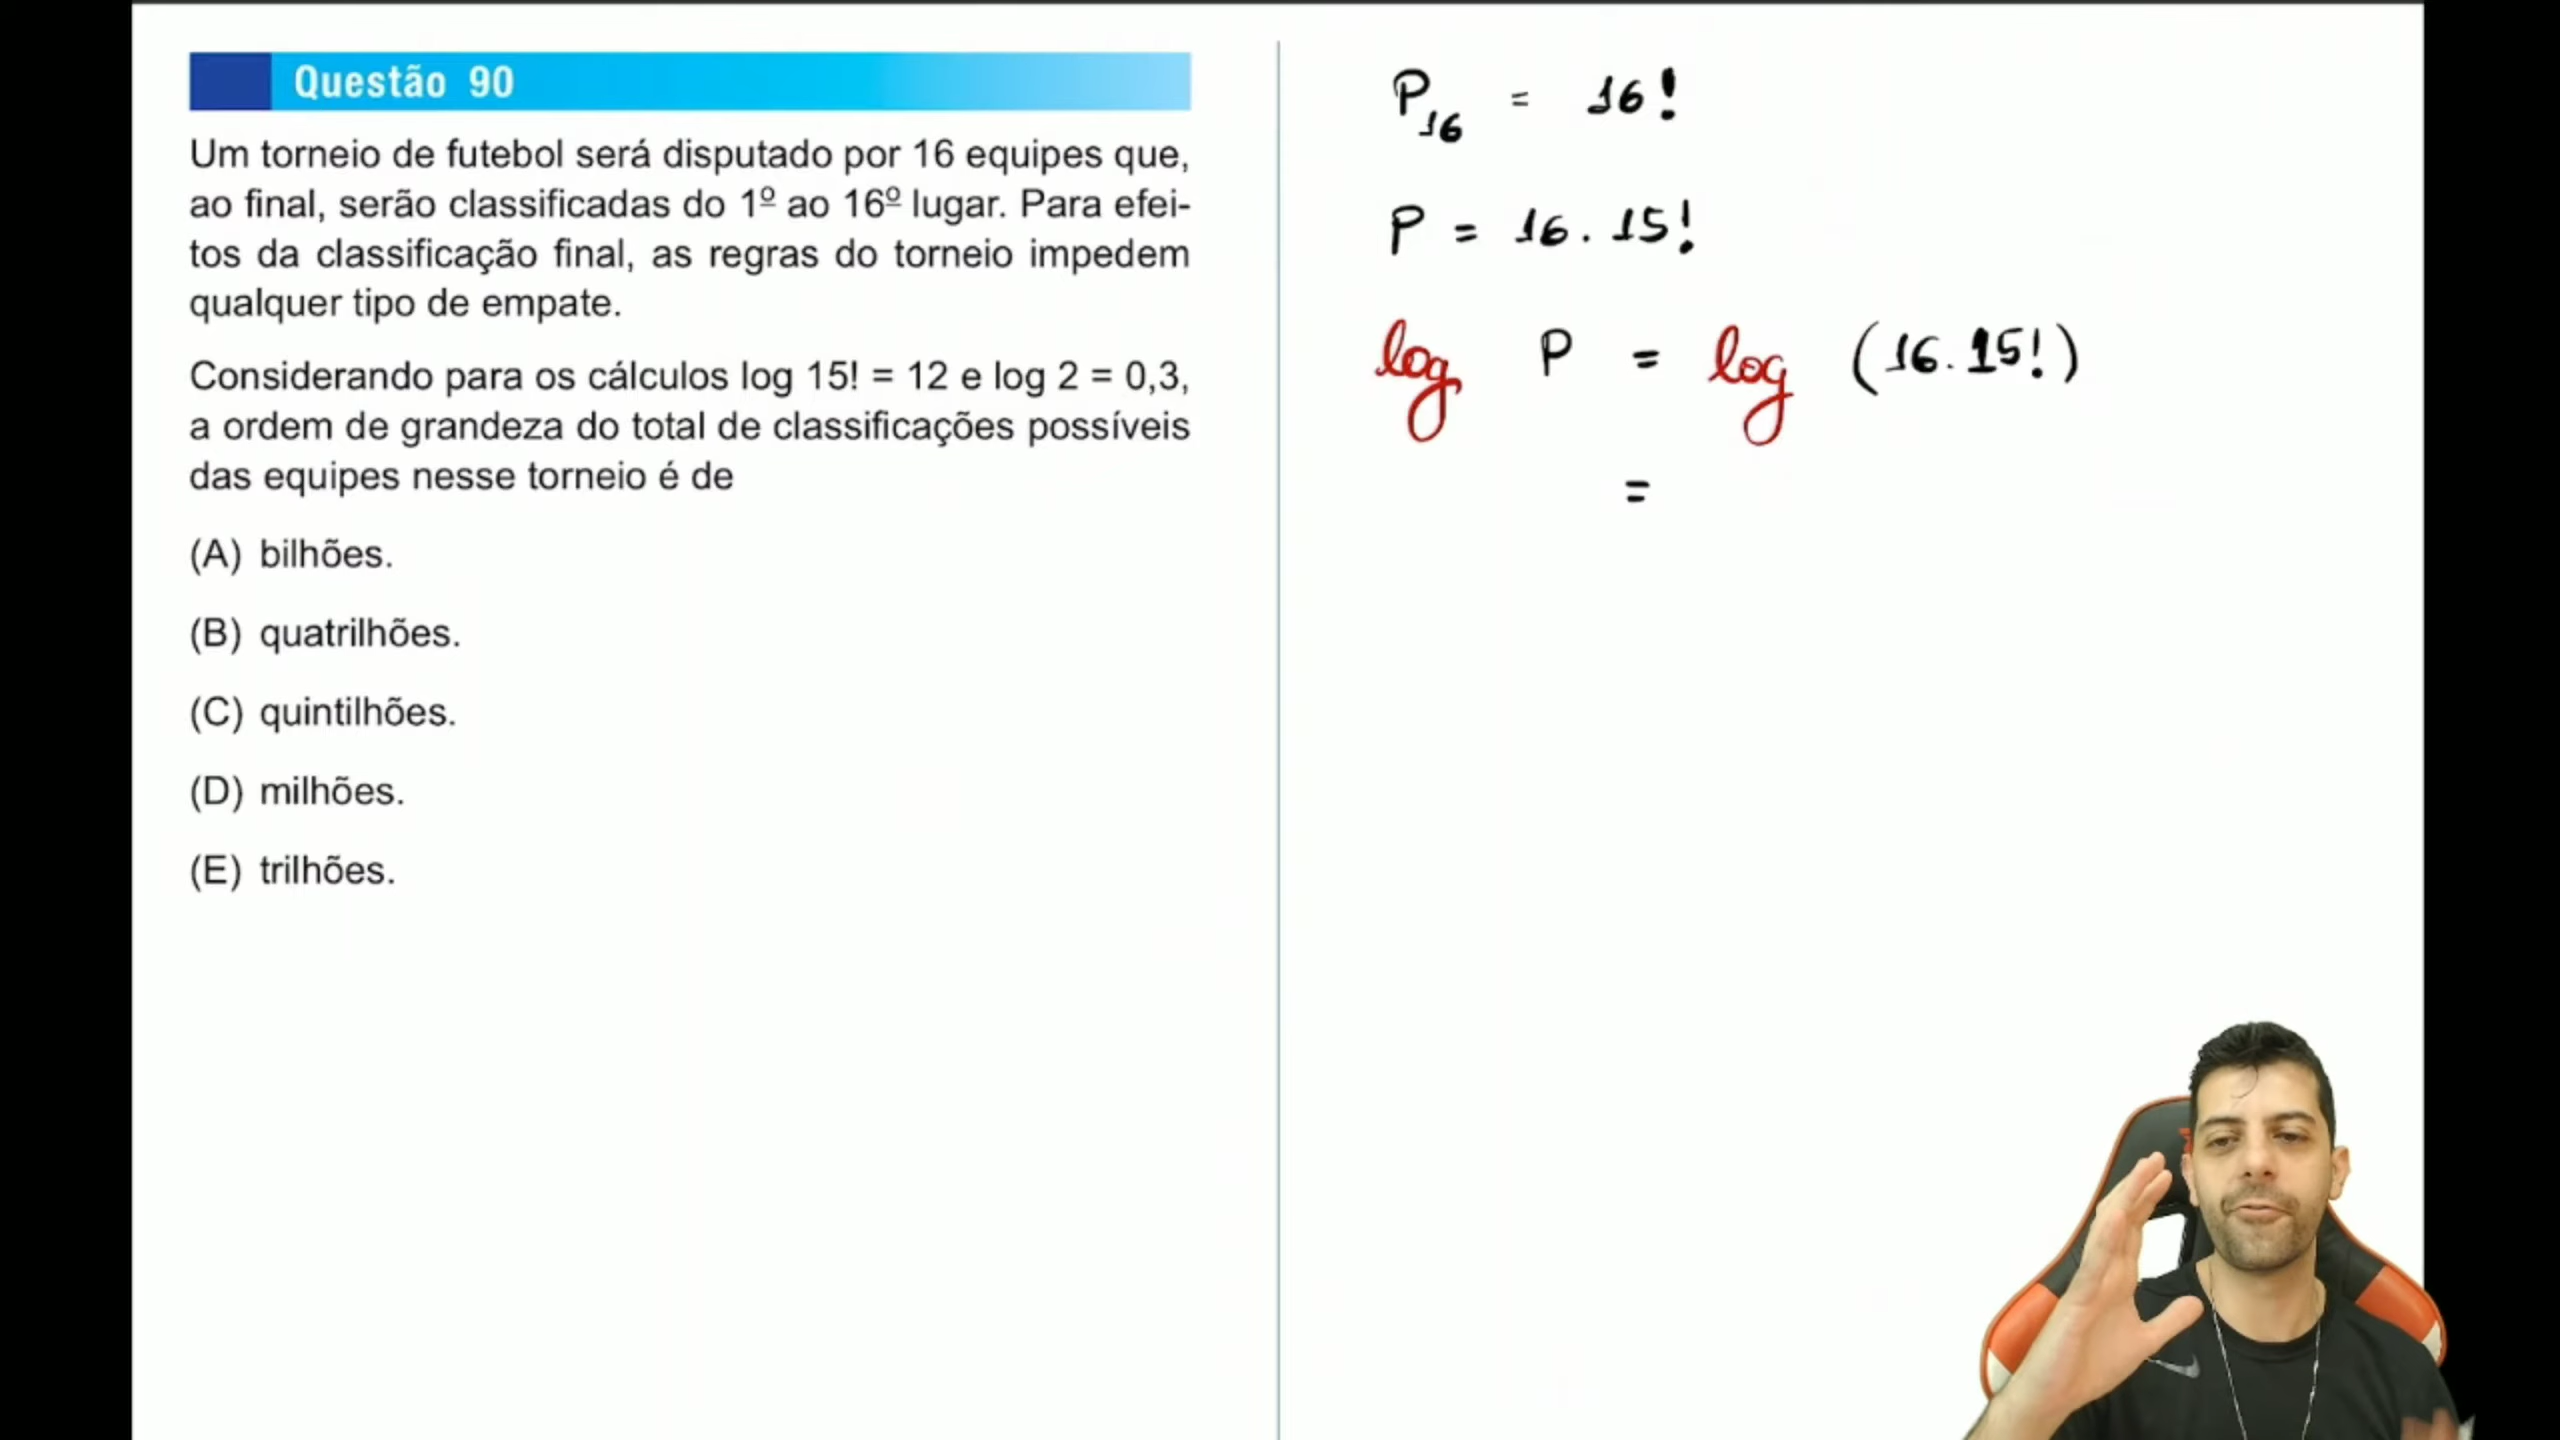 Questão 90
Um torneio de futebol será disputado por 16 equipes que,
ao final, serão classificadas do 1º ao 16º lugar. Para efei-
tos da classificação final, as regras do torneio impedem
qualquer tipo de empate.
Considerando para os cálculos log 15! = 12 e log 2 = 0,3,
a ordem de grandeza do total de classificações possíveis
das equipes nesse torneio é de
(A) bilhões.
(B) quatrilhões.
(C) quintilhões.
(D) milhões.
(E) trilhões.
P₁₆ = 16!
P = 16. 15!
log P = log (16. 15!)
=